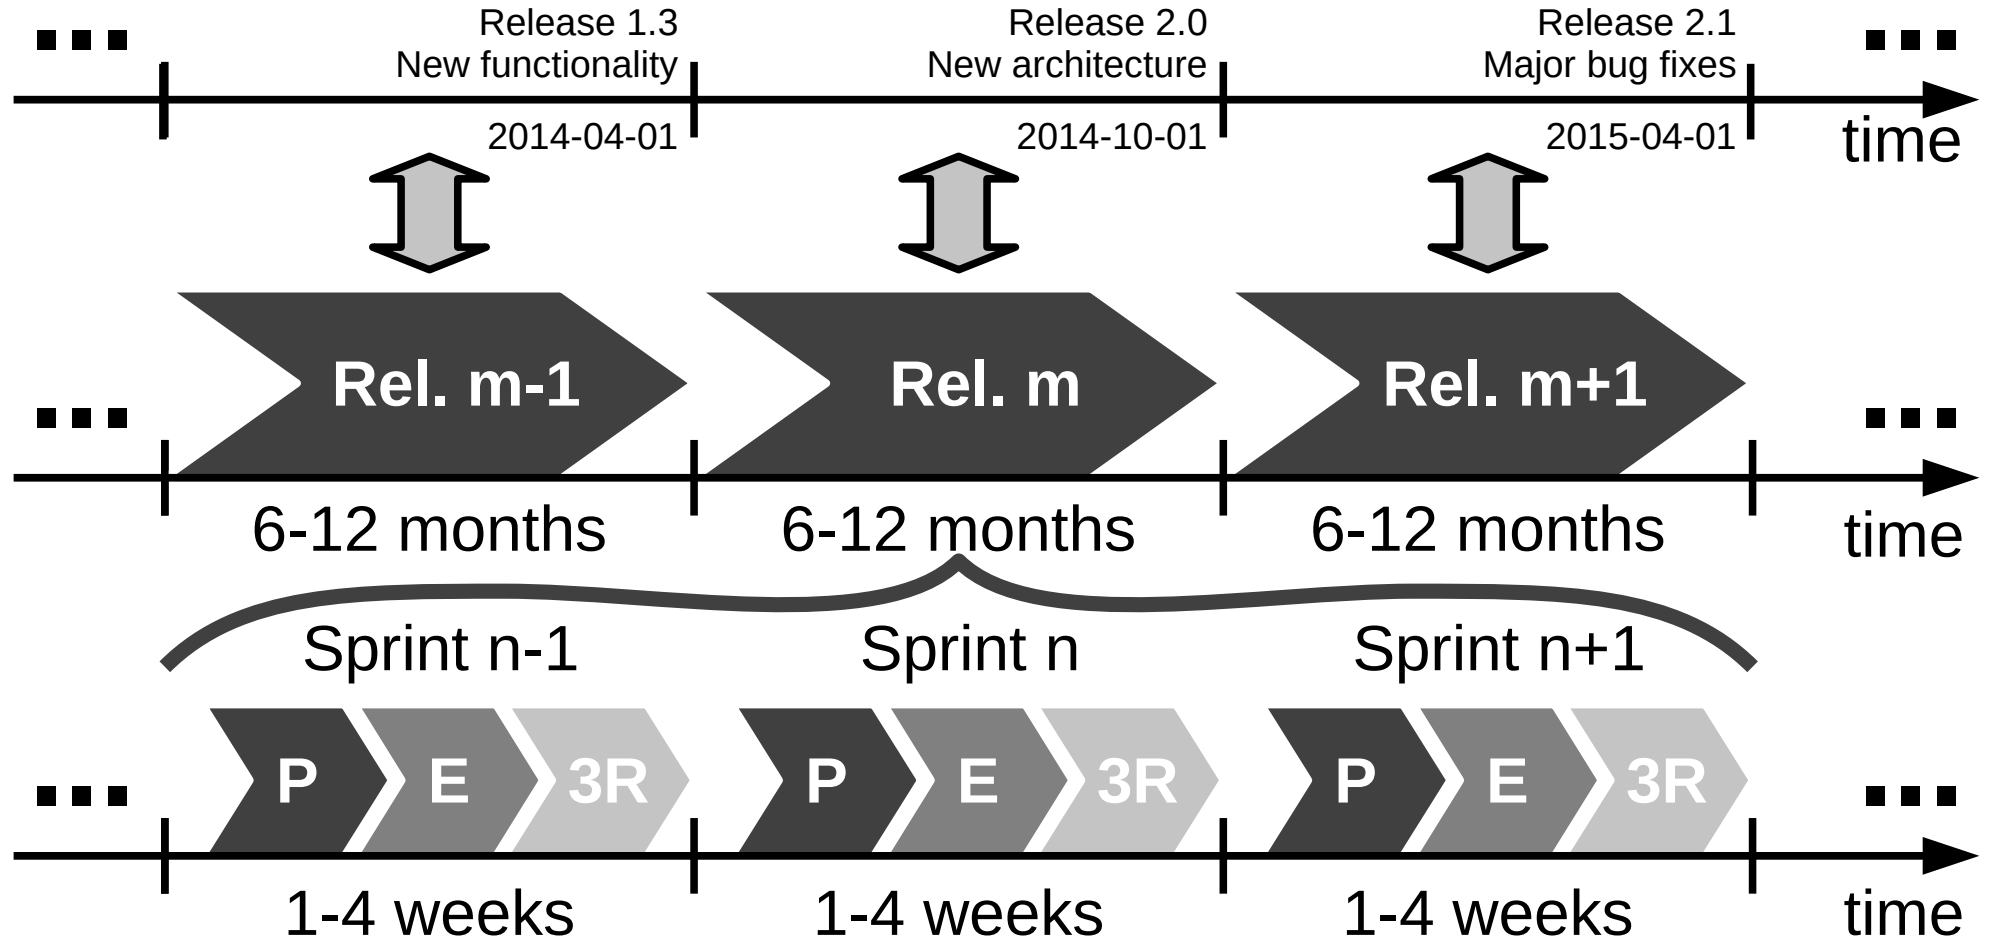 Release 1.3
New functionality
Release 2.0
New architecture
Release 2.1
Major bug fixes
2014-04-01
2014-10-01
2015-04-01
time
Rel. m-1
Rel. m
Rel. m+1
6-12 months
6-12 months
6-12 months
time
Sprint n-1
Sprint n
Sprint n+1
P
E
3R
P
E
3R
P
E
3R
1-4 weeks
1-4 weeks
1-4 weeks
time